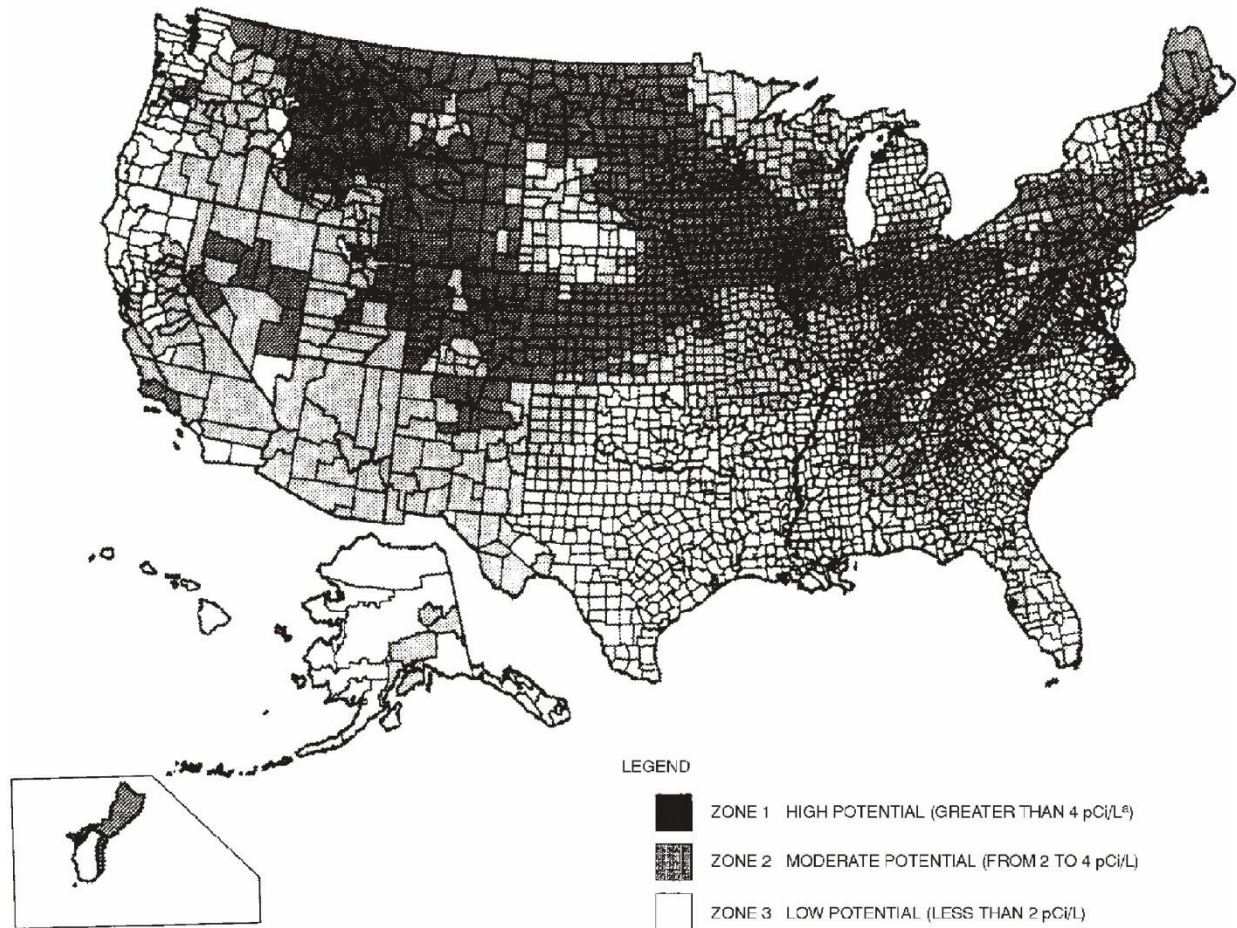 LEGEND
ZONE 1 HIGH POTENTIAL (GREATER THAN 4 pCi/Lª)
ZONE 2 MODERATE POTENTIAL (FROM 2 TO 4 pCi/L)
ZONE 3 LOW POTENTIAL (LESS THAN 2 pCi/L)